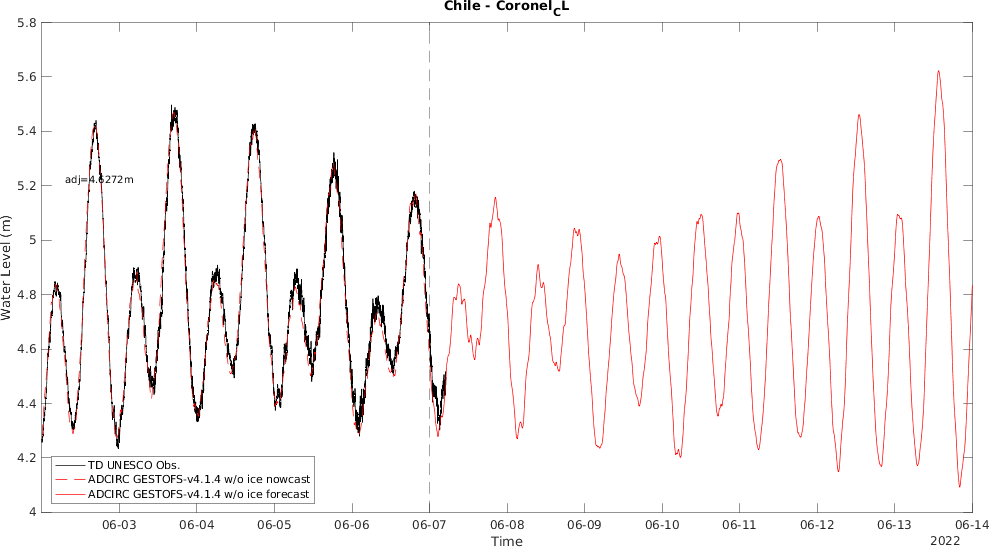 Chile - Coronel_CL
5.8
5.6
5.4
5.2
5
4.8
4.6
4.4
4.2
4
Water Level (m)
adj=4.6272m
TD UNESCO Obs.
ADCIRC GESTOFS-v4.1.4 w/o ice nowcast
ADCIRC GESTOFS-v4.1.4 w/o ice forecast
06-03 06-04 06-05 06-06 06-07 06-08 06-09 06-10 06-11 06-12 06-13 06-14
Time
2022